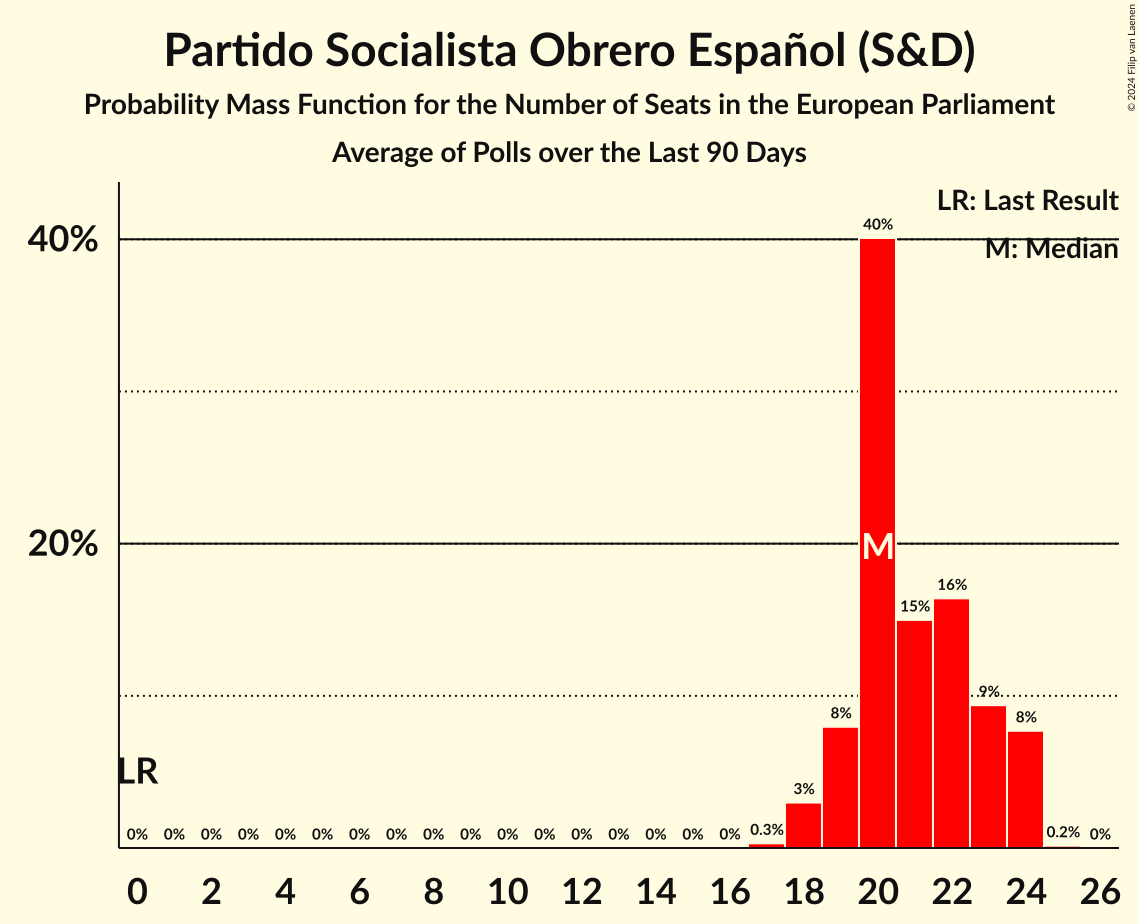 Partido Socialista Obrero Español (S&D)
Probability Mass Function for the Number of Seats in the European Parliament
Average of Polls over the Last 90 Days
© 2024 Filip van Laenen
LR: Last Result
M: Median
40%
20%
40%
M
16%
15%
9%
8%
8%
3%
LR
0% 0% 0% 0% 0% 0% 0% 0% 0% 0% 0% 0% 0% 0% 0% 0% 0% 0.3% 0.2% 0%
0 2 4 6 8 10 12 14 16 18 20 22 24 26